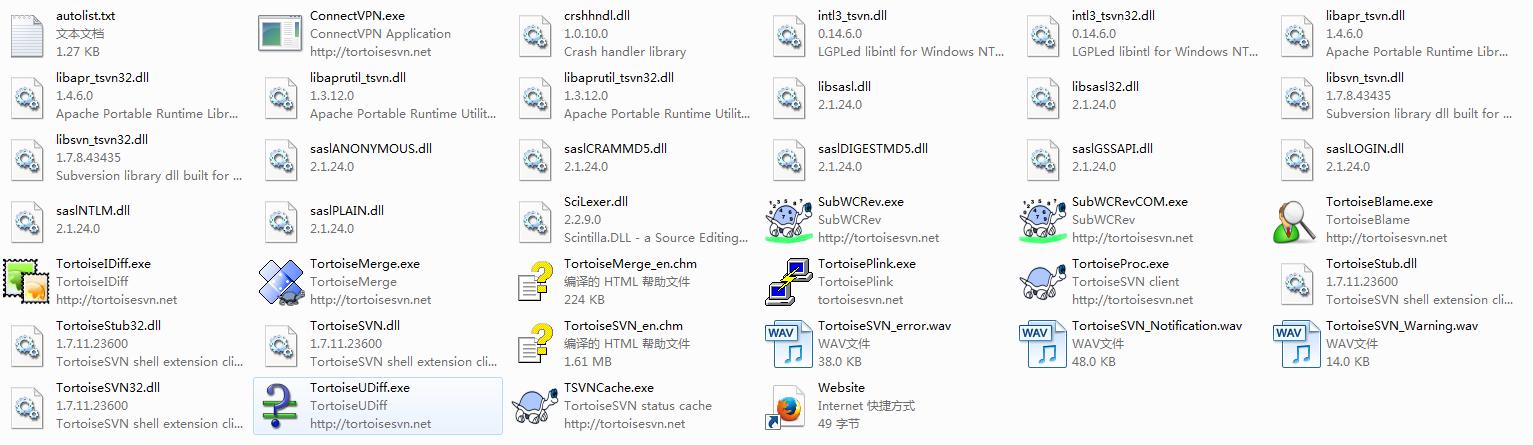 autolist.txt
文本文档
1.27 KB
ConnectVPN.exe
ConnectVPN Application
http://tortoisesvn.net
crshhndl.dll
1.0.10.0
Crash handler library
intl3_tsvn.dll
0.14.6.0
LGPLed libintl for Windows NT...
intl3_tsvn32.dll
0.14.6.0
LGPLed libintl for Windows NT...
libapr_tsvn.dll
1.4.6.0
Apache Portable Runtime Libr...
libapr_tsvn32.dll
1.4.6.0
Apache Portable Runtime Libr...
libaprutil_tsvn.dll
1.3.12.0
Apache Portable Runtime Utilit...
libaprutil_tsvn32.dll
1.3.12.0
Apache Portable Runtime Utilit...
libsasl.dll
2.1.24.0
libsasl32.dll
2.1.24.0
libsvn_tsvn.dll
1.7.8.43435
Subversion library dll built for ...
libsvn_tsvn32.dll
1.7.8.43435
Subversion library dll built for ...
saslANONYMOUS.dll
2.1.24.0
saslCRAMMD5.dll
2.1.24.0
saslDIGESTMD5.dll
2.1.24.0
saslGSSAPI.dll
2.1.24.0
saslLOGIN.dll
2.1.24.0
saslNTLM.dll
2.1.24.0
saslPLAIN.dll
2.1.24.0
SciLexer.dll
2.2.9.0
Scintilla.DLL - a Source Editing...
SubWCRev.exe
SubWCRev
http://tortoisesvn.net
SubWCRevCOM.exe
SubWCRev
http://tortoisesvn.net
TortoiseBlame.exe
TortoiseBlame
http://tortoisesvn.net
TortoiseIDiff.exe
TortoiseIDiff
http://tortoisesvn.net
TortoiseMerge.exe
TortoiseMerge
http://tortoisesvn.net
TortoiseMerge_en.chm
编译的 HTML 帮助文件
224 KB
TortoisePlink.exe
TortoisePlink
tortoisesvn.net
TortoiseProc.exe
TortoiseSVN client
http://tortoisesvn.net
TortoiseStub.dll
1.7.11.23600
TortoiseSVN shell extension cli...
TortoiseStub32.dll
1.7.11.23600
TortoiseSVN shell extension cli...
TortoiseSVN.dll
1.7.11.23600
TortoiseSVN shell extension cli...
TortoiseSVN_en.chm
编译的 HTML 帮助文件
1.61 MB
WAV
TortoiseSVN_error.wav
WAV文件
38.0 KB
WAV
TortoiseSVN_Notification.wav
WAV文件
48.0 KB
WAV
TortoiseSVN_Warning.wav
WAV文件
14.0 KB
TortoiseSVN32.dll
1.7.11.23600
TortoiseSVN shell extension cli...
TortoiseUDiff.exe
TortoiseUDiff
http://tortoisesvn.net
TSVNCache.exe
TortoiseSVN status cache
http://tortoisesvn.net
Website
Internet 快捷方式
49 字节